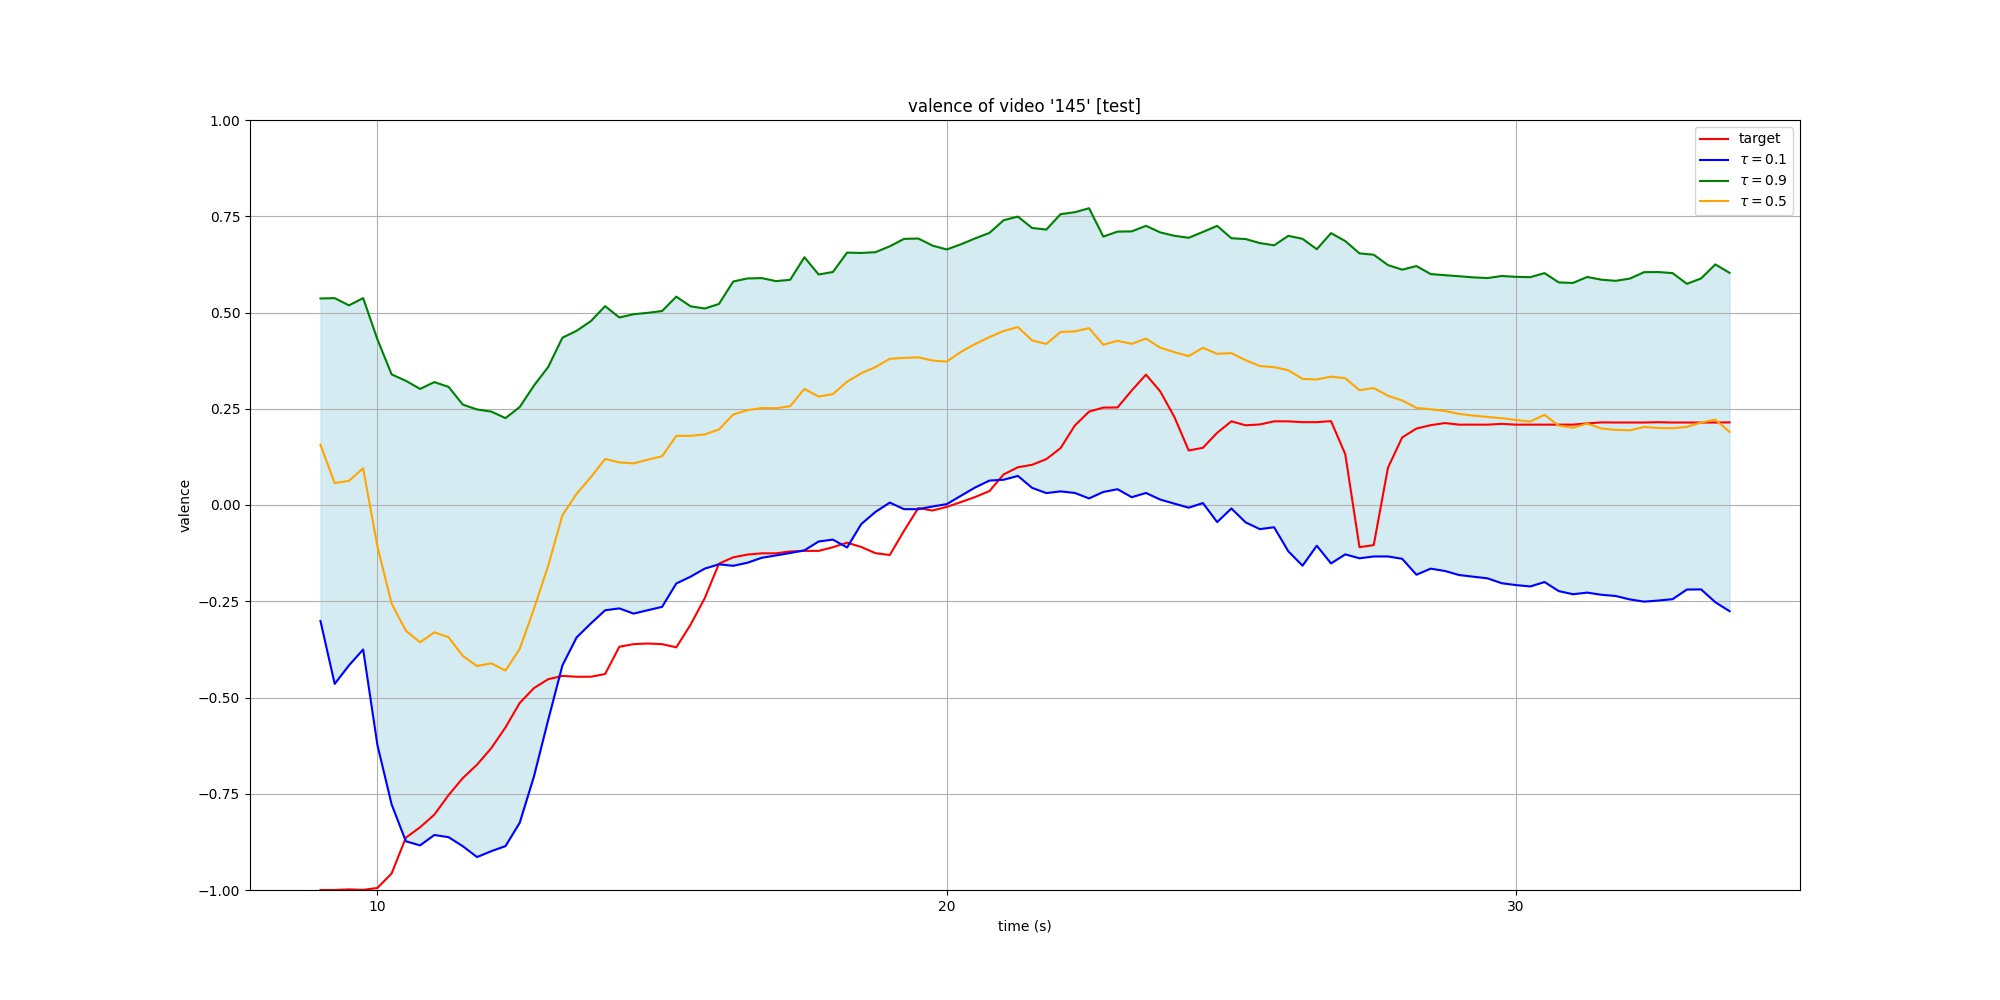 valence of video '145' [test]
target
τ = 0.1
τ = 0.9
τ = 0.5
valence
1.00
0.75
0.50
0.25
0.00
−0.25
−0.50
−0.75
−1.00
10
20
30
time (s)